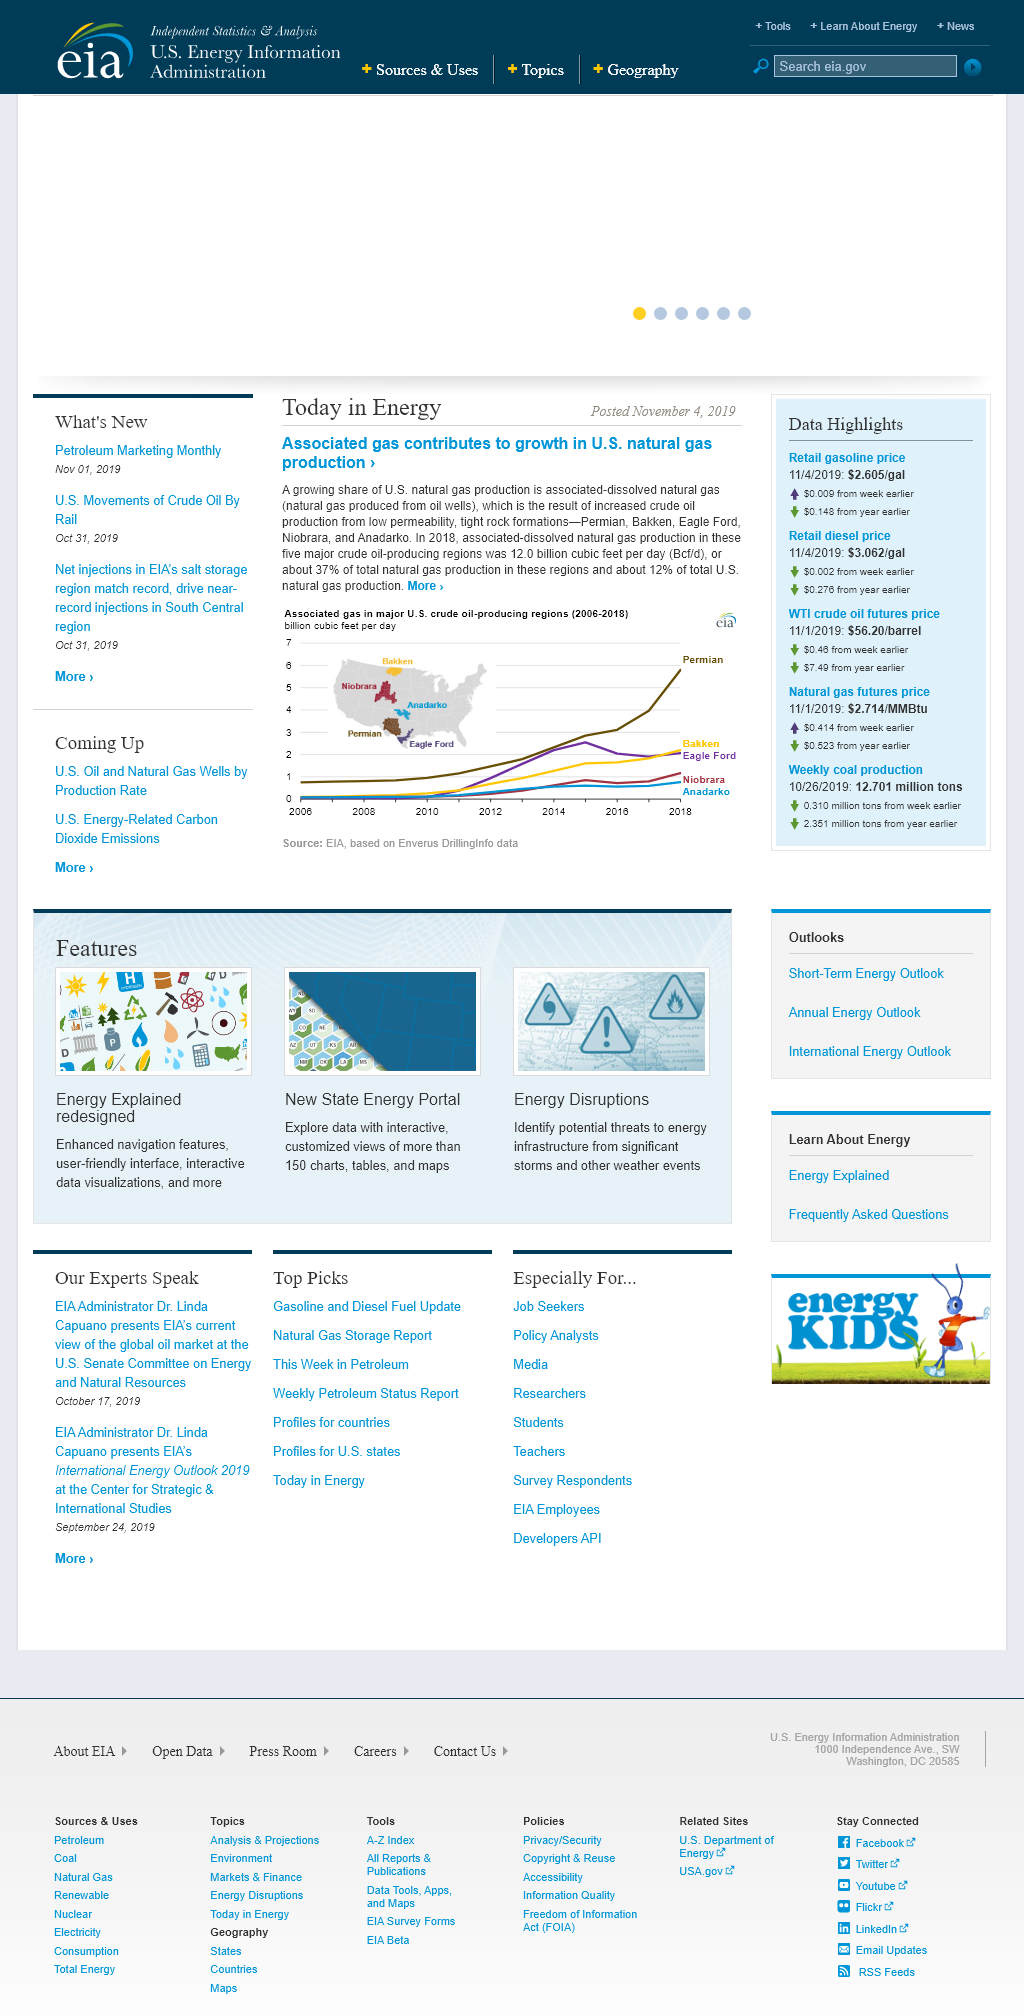 eia
Independent Statistics & Analysis
U.S. Energy Information
Administration
+ Sources & Uses
+ Topics
+ Geography
+ Tools
+ Learn About Energy
+ News
Search eia.gov
What's New
Petroleum Marketing Monthly
Nov 01, 2019
U.S. Movements of Crude Oil By
Rail
Oct 31, 2019
Net injections in EIA's salt storage
region match record, drive near-
record injections in South Central
region
Oct 31, 2019
More ›
Coming Up
U.S. Oil and Natural Gas Wells by
Production Rate
U.S. Energy-Related Carbon
Dioxide Emissions
More ›
Today in Energy
Posted November 4, 2019
Associated gas contributes to growth in U.S. natural gas
production ›
A growing share of U.S. natural gas production is associated-dissolved natural gas
(natural gas produced from oil wells), which is the result of increased crude oil
production from low permeability, tight rock formations—Permian, Bakken, Eagle Ford,
Niobrara, and Anadarko. In 2018, associated-dissolved natural gas production in these
five major crude oil-producing regions was 12.0 billion cubic feet per day (Bcf/d), or
about 37% of total natural gas production in these regions and about 12% of total U.S.
natural gas production. More ›
Associated gas in major U.S. crude oil-producing regions (2006-2018)
billion cubic feet per day
eia
7
6
5
4
3
2
1
0
2006 2008 2010 2012 2014 2016 2018
Bakken
Niobrara
Anadarko
Permian
Eagle Ford
Permian
Bakken
Eagle Ford
Niobrara
Anadarko
Source: EIA, based on Enverus DrillingInfo data
Data Highlights
Retail gasoline price
11/4/2019: $2.605/gal
$0.009 from week earlier
$0.148 from year earlier
Retail diesel price
11/4/2019: $3.062/gal
$0.002 from week earlier
$0.276 from year earlier
WTI crude oil futures price
11/1/2019: $56.20/barrel
$0.46 from week earlier
$7.49 from year earlier
Natural gas futures price
11/1/2019: $2.714/MMBtu
$0.414 from week earlier
$0.523 from year earlier
Weekly coal production
10/26/2019: 12.701 million tons
0.310 million tons from week earlier
2.351 million tons from year earlier
Features
H
P
D
D
SD
CO
NE
AZ
UT
KS
AR
NM
OK
LA
MS
Energy Explained
redesigned
Enhanced navigation features,
user-friendly interface, interactive
data visualizations, and more
New State Energy Portal
Explore data with interactive,
customized views of more than
150 charts, tables, and maps
Energy Disruptions
Identify potential threats to energy
infrastructure from significant
storms and other weather events
Outlooks
Short-Term Energy Outlook
Annual Energy Outlook
International Energy Outlook
Learn About Energy
Energy Explained
Frequently Asked Questions
energy
KIDS
Our Experts Speak
EIA Administrator Dr. Linda
Capuano presents EIA's current
view of the global oil market at the
U.S. Senate Committee on Energy
and Natural Resources
October 17, 2019
EIA Administrator Dr. Linda
Capuano presents EIA's
International Energy Outlook 2019
at the Center for Strategic &
International Studies
September 24, 2019
More ›
Top Picks
Gasoline and Diesel Fuel Update
Natural Gas Storage Report
This Week in Petroleum
Weekly Petroleum Status Report
Profiles for countries
Profiles for U.S. states
Today in Energy
Especially For...
Job Seekers
Policy Analysts
Media
Researchers
Students
Teachers
Survey Respondents
EIA Employees
Developers API
About EIA
Open Data
Press Room
Careers
Contact Us
U.S. Energy Information Administration
1000 Independence Ave., SW
Washington, DC 20585
Sources & Uses
Petroleum
Coal
Natural Gas
Renewable
Nuclear
Electricity
Consumption
Total Energy
Topics
Analysis & Projections
Environment
Markets & Finance
Energy Disruptions
Today in Energy
Geography
States
Countries
Maps
Tools
A-Z Index
All Reports &
Publications
Data Tools, Apps,
and Maps
EIA Survey Forms
EIA Beta
Policies
Privacy/Security
Copyright & Reuse
Accessibility
Information Quality
Freedom of Information
Act (FOIA)
Related Sites
U.S. Department of
Energy
USA.gov
Stay Connected
Facebook
Twitter
Youtube
Flickr
LinkedIn
Email Updates
RSS Feeds